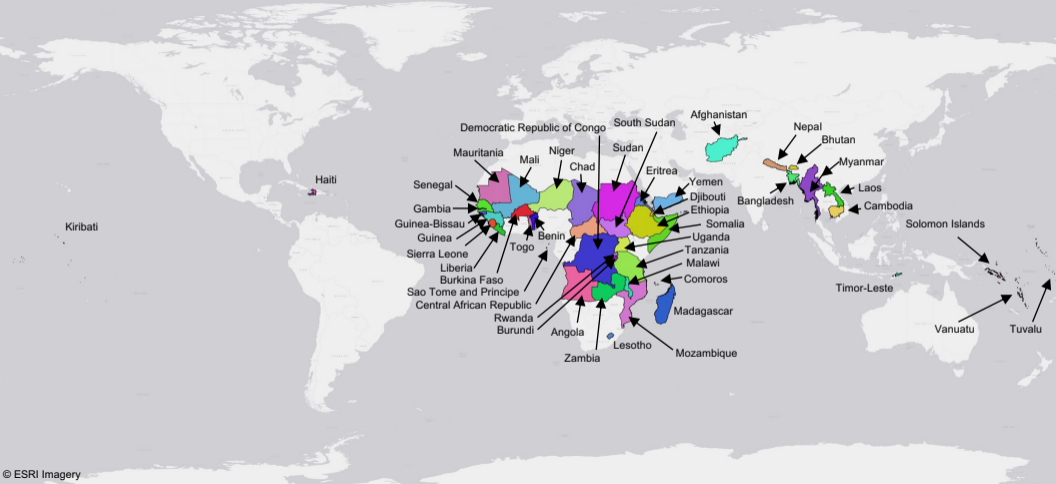 Afghanistan
South Sudan
Democratic Republic of Congo
Nepal
Bhutan
Sudan
Niger
Mauritania
Mali
Chad
Myanmar
Eritrea
Haiti
Yemen
Senegal
Laos
Djibouti
Bangladesh
Cambodia
Gambia
Ethiopia
Guinea-Bissau
Somalia
Solomon Islands
Kiribati
Benin
Guinea
Uganda
Togo
Sierra Leone
Tanzania
Liberia
Malawi
Burkina Faso
Comoros
Timor-Leste
Sao Tome and Principe
Central African Republic
Madagascar
Rwanda
Burundi
Angola
Vanuatu
Tuvalu
Lesotho
Mozambique
Zambia
© ESRI Imagery